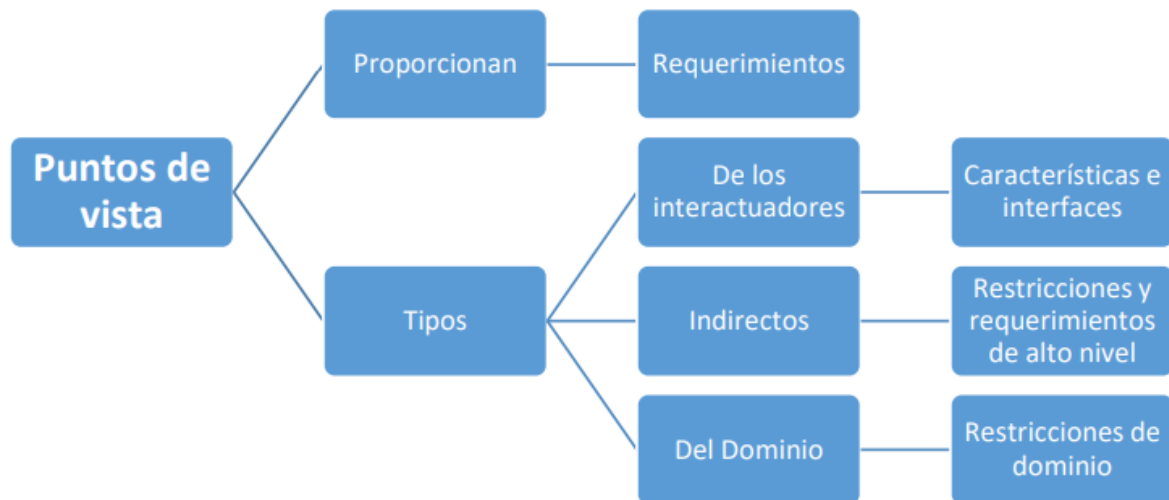 Proporcionan
Requerimientos
Puntos de
vista
De los
interactuadores
Características e
interfaces
Tipos
Indirectos
Restricciones y
requerimientos
de alto nivel
Del Dominio
Restricciones de
dominio